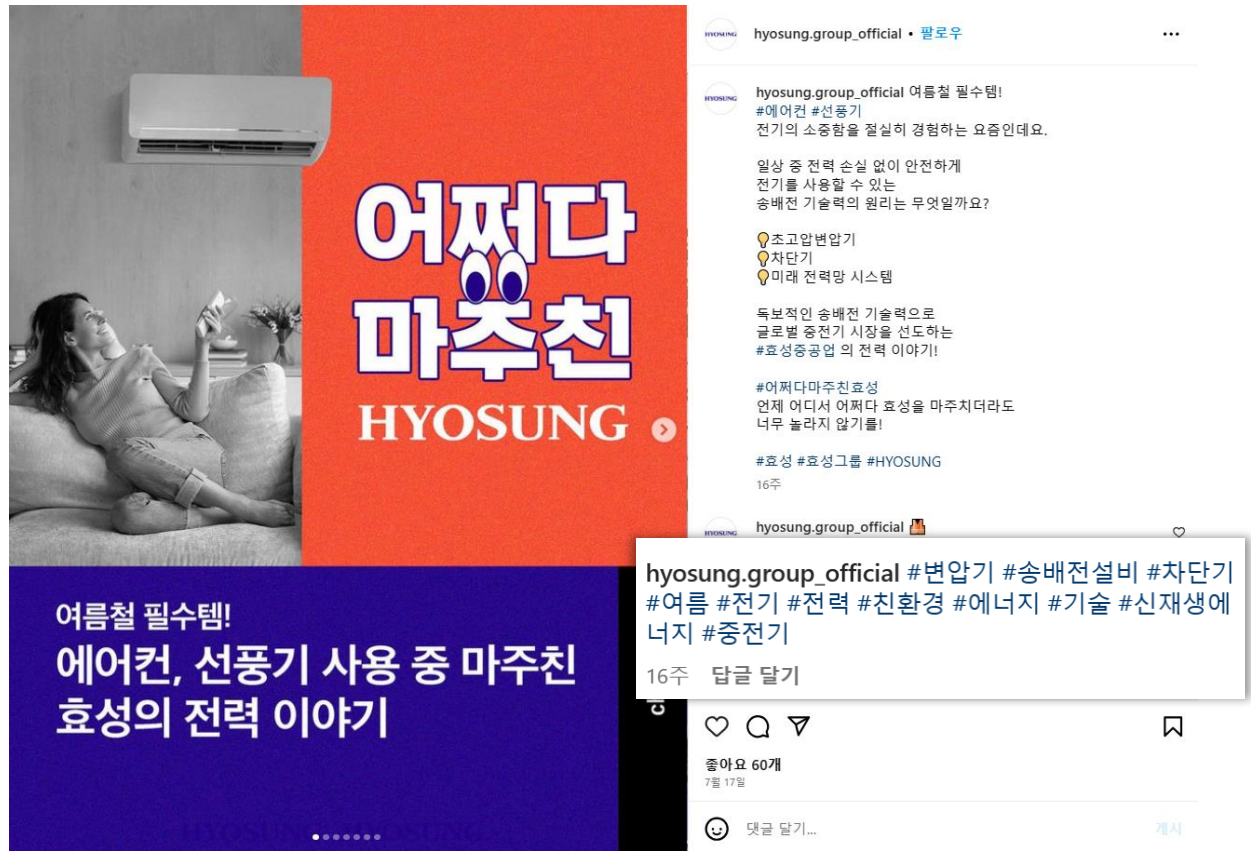 어쩌다
마주친
HYOSUNG
여름철 필수템!
에어컨, 선풍기 사용 중 마주친
효성의 전력 이야기
HYOSUNG
hyosung.group_official • 팔로우
HYOSUNG
hyosung.group_official 여름철 필수템!
#에어컨 #선풍기
전기의 소중함을 절실히 경험하는 요즘인데요.
일상 중 전력 손실 없이 안전하게
전기를 사용할 수 있는
송배전 기술력의 원리는 무엇일까요?
💡초고압변압기
💡차단기
💡미래 전력망 시스템
독보적인 송배전 기술력으로
글로벌 중전기 시장을 선도하는
#효성중공업 의 전력 이야기!
#어쩌다마주친효성
언제 어디서 어쩌다 효성을 마주치더라도
너무 놀라지 않기를!
#효성 #효성그룹 #HYOSUNG
16주
HYOSUNG
hyosung.group_official
hyosung.group_official #변압기 #송배전설비 #차단기
#여름 #전기 #전력 #친환경 #에너지 #기술 #신재생에
너지 #중전기
16주 답글 달기
좋아요 60개
7월 17일
댓글 달기...
게시